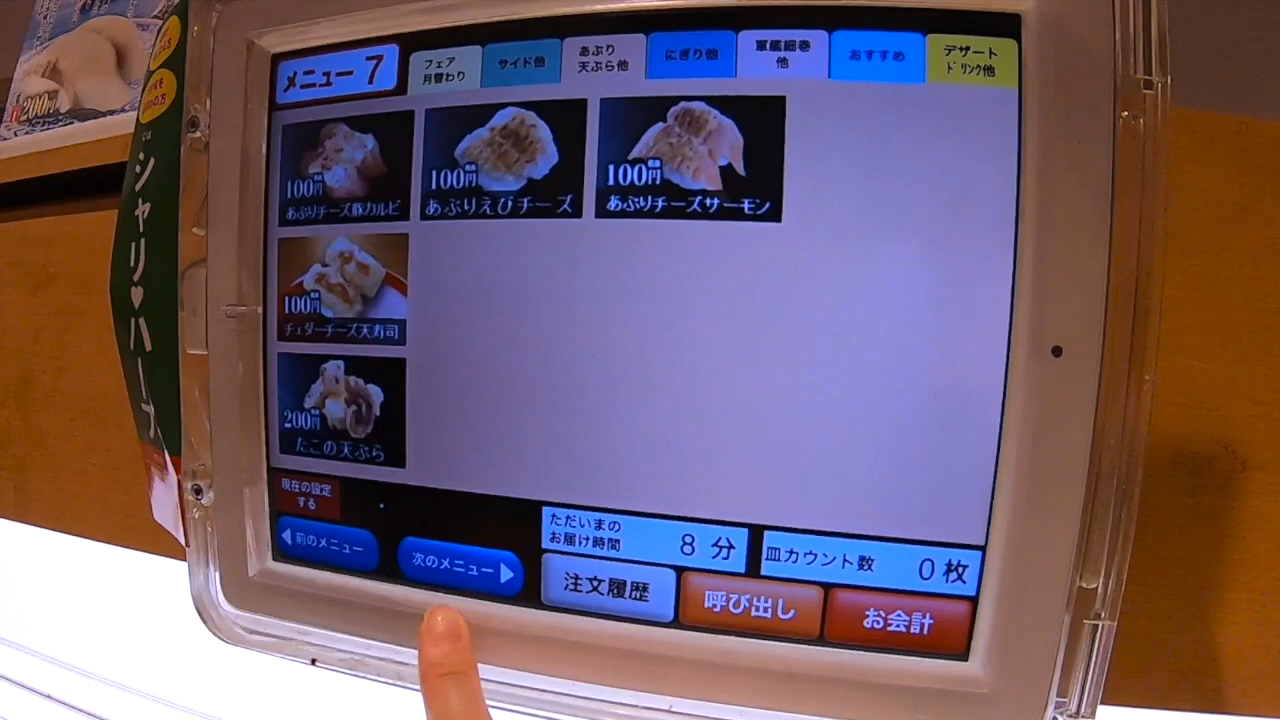 200円
シャリ♥ハーフ
メニュー 7
フェア
月替わり
サイド他
あぶり
天ぷら他
にぎり他
軍艦細巻
他
おすすめ
デザート
ドリンク他
100円
あぶりチーズ豚カルビ
100円
あぶりえびチーズ
100円
あぶりチーズサーモン
100円
チェダーチーズ天寿司
200円
たこの天ぷら
現在の設定
する
前のメニュー
次のメニュー
ただいまの
お届け時間
8 分
皿カウント数
0 枚
注文履歴
呼び出し
お会計